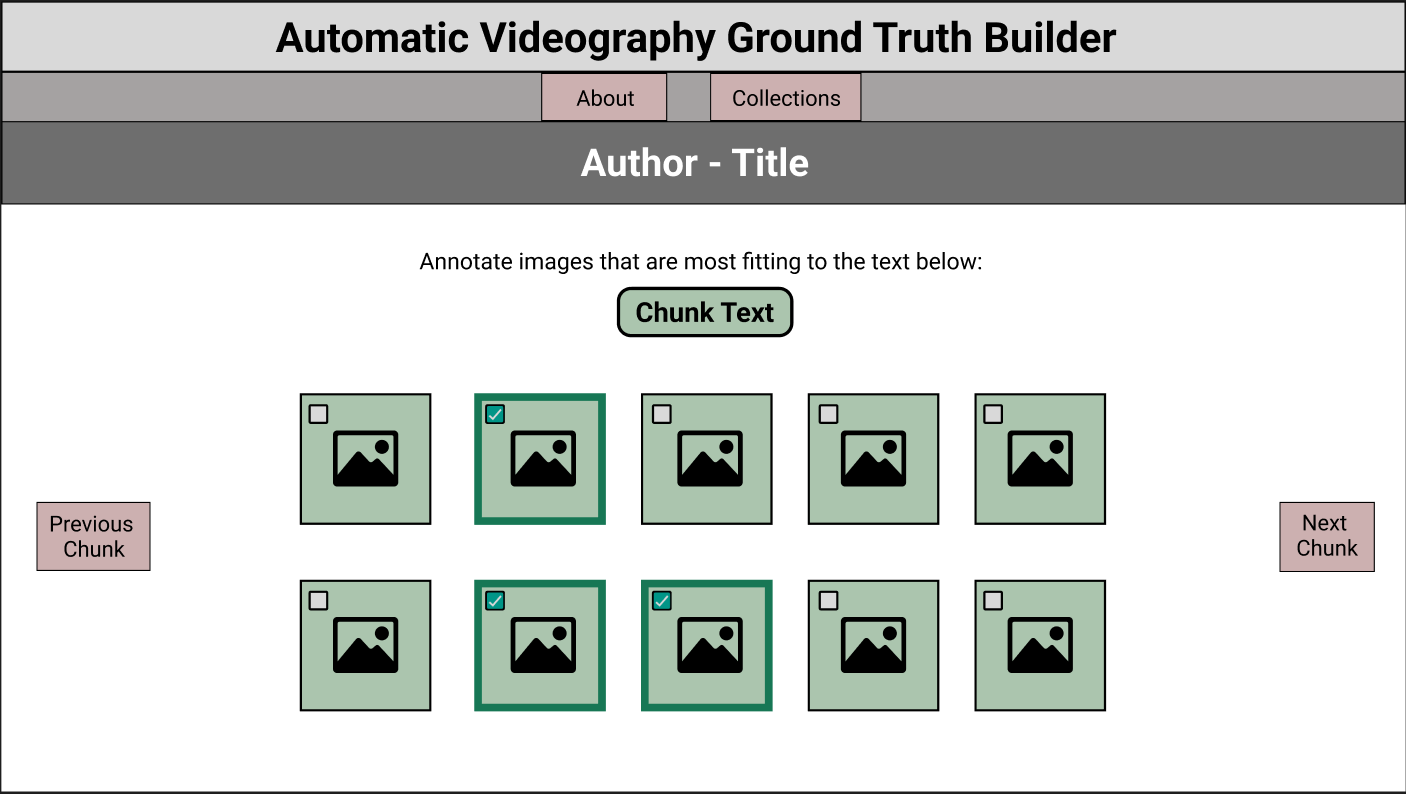 Automatic Videography Ground Truth Builder
About
Collections
Author - Title
Annotate images that are most fitting to the text below:
Chunk Text
Previous
Chunk
Next
Chunk